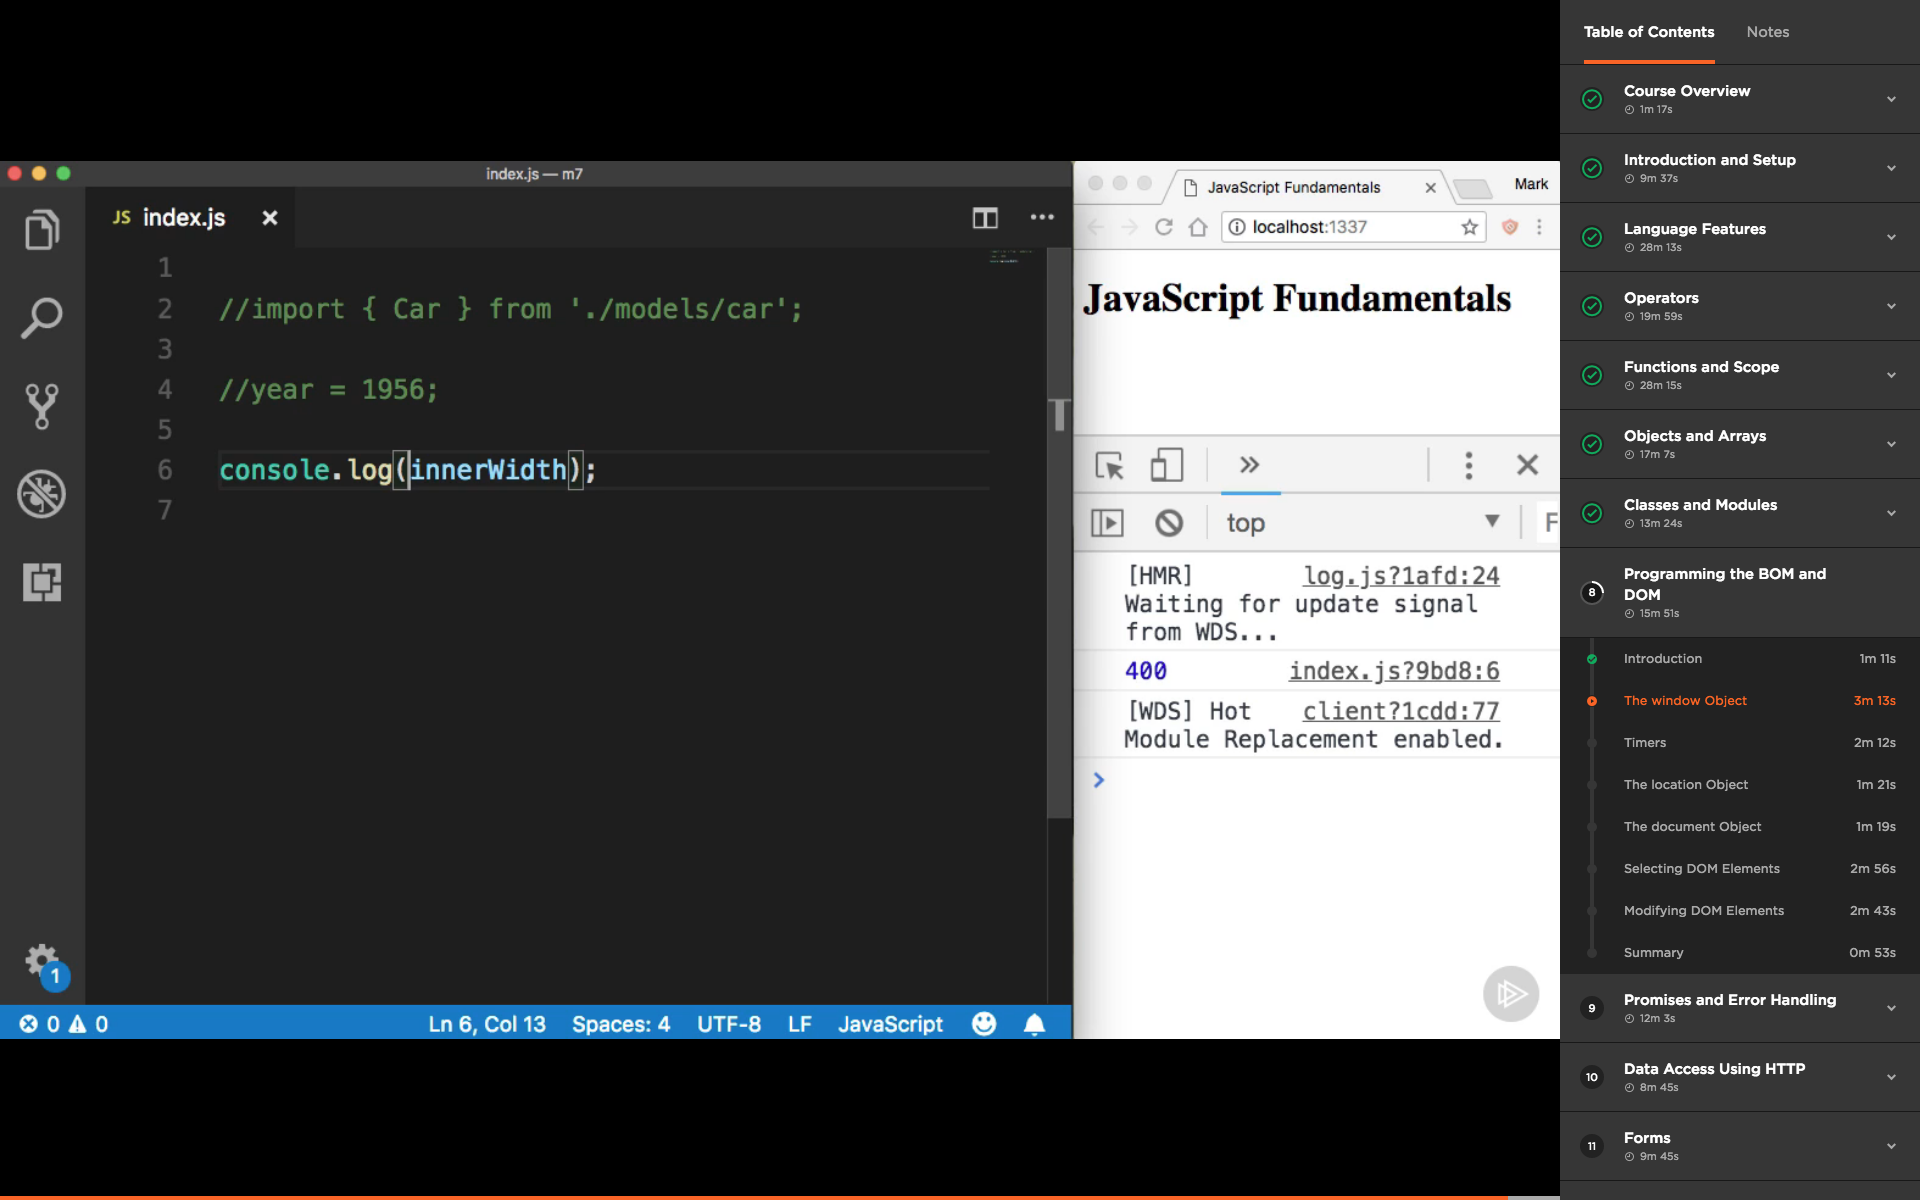 index.js — m7
JS index.js
1
2 //import { Car } from './models/car';
3
4 //year = 1956;
5
6 console.log(innerWidth);
7
1
0 0
Ln 6, Col 13 Spaces: 4 UTF-8 LF JavaScript
JavaScript Fundamentals
Mark
localhost:1337
JavaScript Fundamentals
top
F
[HMR] log.js?1afd:24
Waiting for update signal
from WDS...
400 index.js?9bd8:6
[WDS] Hot client?1cdd:77
Module Replacement enabled.
Table of Contents Notes
Course Overview
1m 17s
Introduction and Setup
9m 37s
Language Features
28m 13s
Operators
19m 59s
Functions and Scope
28m 15s
Objects and Arrays
17m 7s
Classes and Modules
13m 24s
8 Programming the BOM and
DOM
15m 51s
Introduction 1m 11s
The window Object 3m 13s
Timers 2m 12s
The location Object 1m 21s
The document Object 1m 19s
Selecting DOM Elements 2m 56s
Modifying DOM Elements 2m 43s
Summary 0m 53s
9 Promises and Error Handling
12m 3s
10 Data Access Using HTTP
8m 45s
11 Forms
9m 45s